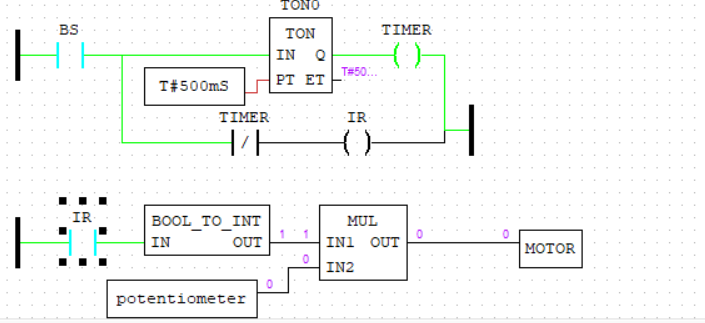 TON0
BS
TON
TIMER
IN Q
T#500mS
PT ET
T#50...
TIMER
IR
/
IR
BOOL_TO_INT
MUL
IN OUT
1 1
IN1 OUT
0 0
MOTOR
0
IN2
potentiometer
0